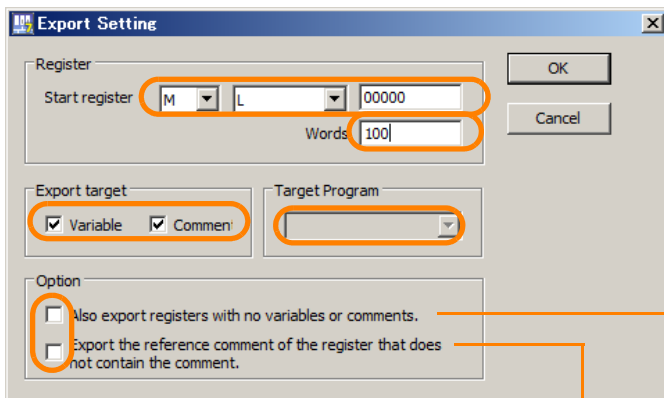 Export Setting
Register
OK
Start register M L 00000
Words 100
Cancel
Export target
Target Program
Variable Commen
Option
Also export registers with no variables or comments.
Export the reference comment of the register that does
not contain the comment.